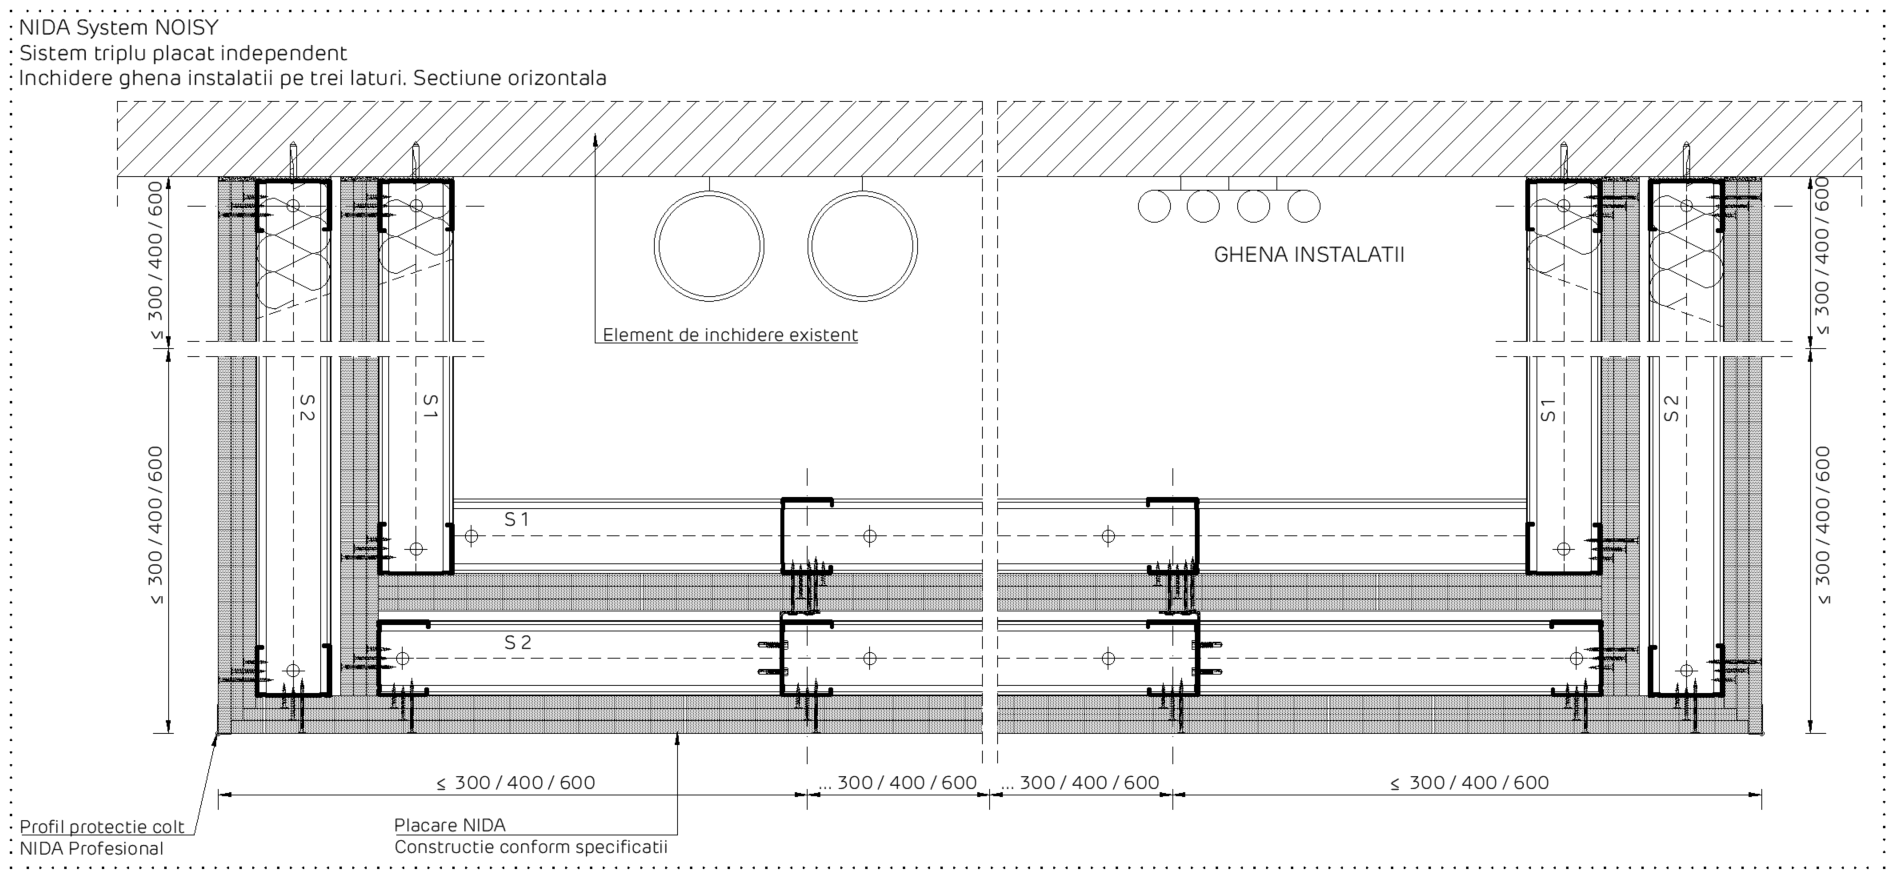 NIDA System NOISY
Sistem triplu placat independent
Inchidere ghena instalatii pe trei laturi. Sectiune orizontala
≤ 300 / 400 / 600
≤ 300 / 400 / 600
GHENA INSTALATII
Element de inchidere existent
S 2
S 1
S 1
S 2
≤ 300 / 400 / 600
≤ 300 / 400 / 600
S 1
S 2
≤ 300 / 400 / 600
... 300 / 400 / 600
... 300 / 400 / 600
≤ 300 / 400 / 600
Profil protectie colt
NIDA Profesional
Placare NIDA
Constructie conform specificatii